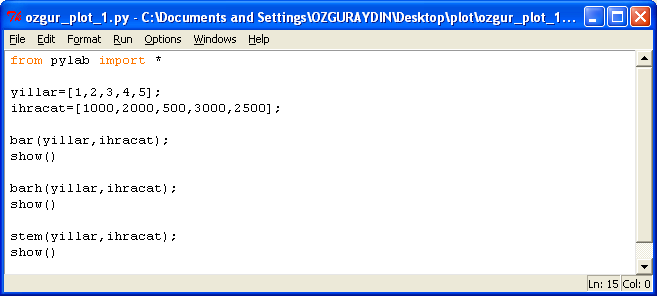 ozgur_plot_1.py - C:\Documents and Settings\OZGURAYDIN\Desktop\plot\ozgur_plot_1...
File Edit Format Run Options Windows Help
from pylab import *
yillar=[1,2,3,4,5];
ihracat=[1000,2000,500,3000,2500];
bar(yillar,ihracat);
show()
barh(yillar,ihracat);
show()
stem(yillar,ihracat);
show()
Ln: 15 Col: 0